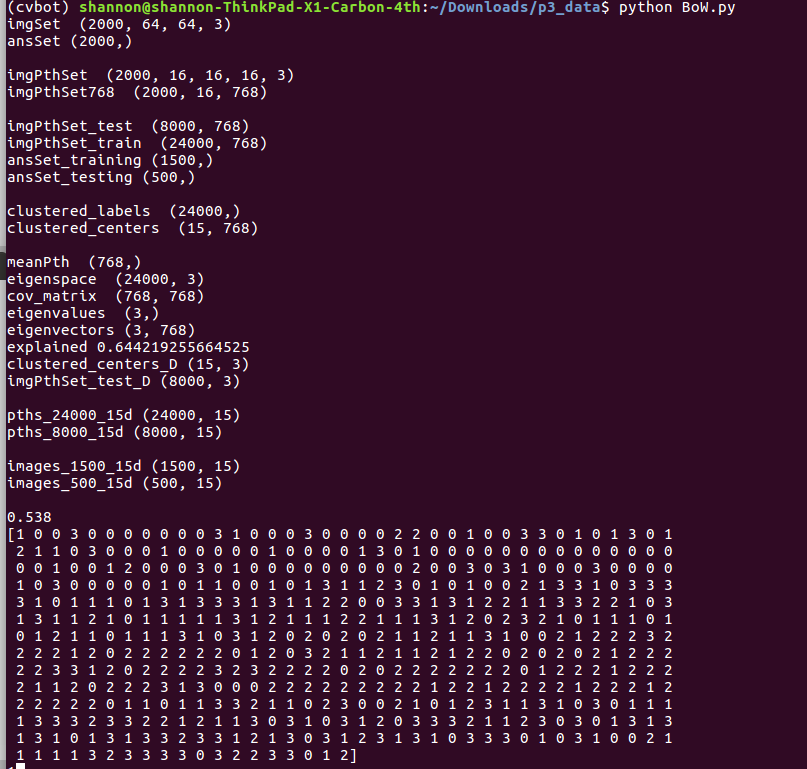 (cvbot) shannon@shannon-ThinkPad-X1-Carbon-4th:~/Downloads/p3_data$ python BoW.py
imgSet  (2000, 64, 64, 3)
ansSet (2000,)

imgPthSet  (2000, 16, 16, 16, 3)
imgPthSet768  (2000, 16, 768)

imgPthSet_test  (8000, 768)
imgPthSet_train  (24000, 768)
ansSet_training (1500,)
ansSet_testing (500,)

clustered_labels  (24000,)
clustered_centers  (15, 768)

meanPth  (768,)
eigenspace  (24000, 3)
cov_matrix  (768, 768)
eigenvalues  (3,)
eigenvectors (3, 768)
explained 0.644219255664525
clustered_centers_D (15, 3)
imgPthSet_test_D (8000, 3)

pths_24000_15d (24000, 15)
pths_8000_15d (8000, 15)

images_1500_15d (1500, 15)
images_500_15d (500, 15)

0.538
[1 0 0 3 0 0 0 0 0 0 0 3 1 0 0 0 3 0 0 0 0 2 2 0 0 1 0 0 3 3 0 1 0 1 3 0 1
 2 1 1 0 3 0 0 0 1 0 0 0 0 0 1 0 0 0 0 1 3 0 1 0 0 0 0 0 0 0 0 0 0 0 0 0 0
 0 0 1 0 0 1 2 0 0 0 3 0 1 0 0 0 0 0 0 0 0 0 2 0 0 3 0 3 1 0 0 0 3 0 0 0 0
 1 0 3 0 0 0 0 0 1 0 1 1 0 0 1 0 1 3 1 1 2 3 0 1 0 1 0 0 2 1 3 3 1 0 3 3 3
 3 1 0 1 1 1 0 1 3 1 3 3 3 1 3 1 1 2 2 0 0 3 3 1 3 1 2 2 1 1 3 3 2 2 1 0 3
 1 3 1 1 2 1 0 1 1 1 1 1 3 1 2 1 1 1 2 2 1 1 1 3 1 2 0 2 3 2 1 0 1 1 1 0 1
 0 1 2 1 1 0 1 1 1 3 1 0 3 1 2 0 2 0 2 0 2 1 1 2 1 1 3 1 0 0 2 1 2 2 2 3 2
 2 2 2 1 2 0 2 2 2 2 2 2 0 1 2 0 3 2 1 1 2 1 1 2 1 2 2 0 2 0 2 0 2 1 2 2 2
 2 2 3 3 1 2 0 2 2 2 2 3 2 3 2 2 2 2 0 2 0 2 2 2 2 2 2 2 0 1 2 2 2 1 2 2 2
 2 1 1 2 0 2 2 2 3 1 3 0 0 0 2 2 2 2 2 2 2 2 2 1 2 2 1 2 2 2 2 1 2 2 2 1 2
 2 2 2 2 2 0 1 1 0 1 1 3 3 2 1 1 0 2 3 0 0 2 1 0 1 2 3 1 1 3 1 0 3 0 1 1 1
 1 3 3 3 2 3 3 2 2 1 2 1 1 3 0 3 1 0 3 1 2 0 3 3 3 2 1 1 2 3 0 3 0 1 3 1 3
 1 3 1 0 1 3 1 3 3 2 3 3 1 2 1 3 0 3 1 2 3 1 3 1 0 3 3 3 0 1 0 3 1 0 0 2 1
 1 1 1 1 3 2 3 3 3 3 0 3 2 2 3 3 0 1 2]